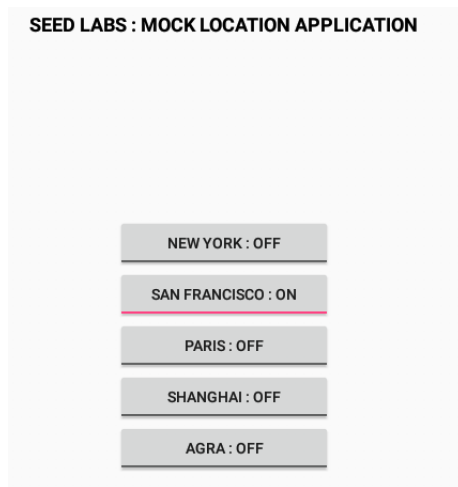 SEED LABS : MOCK LOCATION APPLICATION
NEW YORK : OFF
SAN FRANCISCO : ON
PARIS : OFF
SHANGHAI : OFF
AGRA : OFF